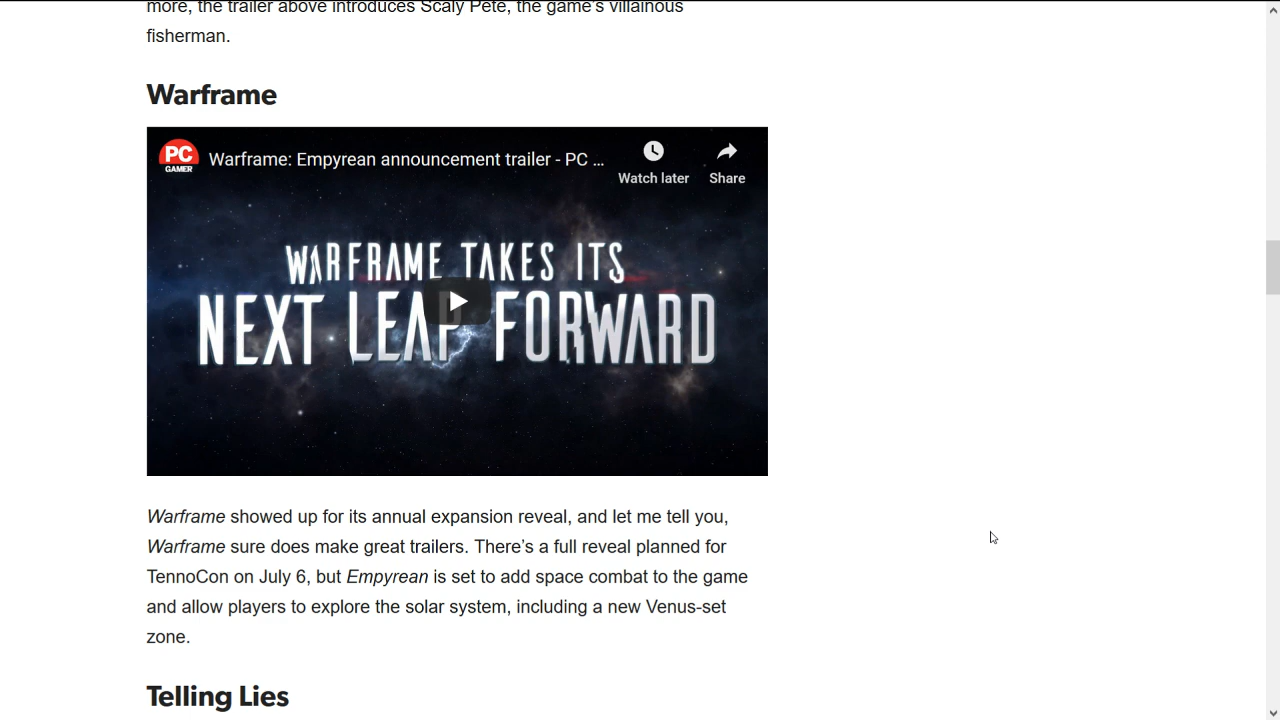 more, the trailer above introduces Scaly Pete, the game's villainous
fisherman.
Warframe
PC
GAMER
Warframe: Empyrean announcement trailer - PC ...
Watch later
Share
WARFRAME TAKES ITS
NEXT LEAP FORWARD
Warframe showed up for its annual expansion reveal, and let me tell you,
Warframe sure does make great trailers. There’s a full reveal planned for
TennoCon on July 6, but Empyrean is set to add space combat to the game
and allow players to explore the solar system, including a new Venus-set
zone.
Telling Lies